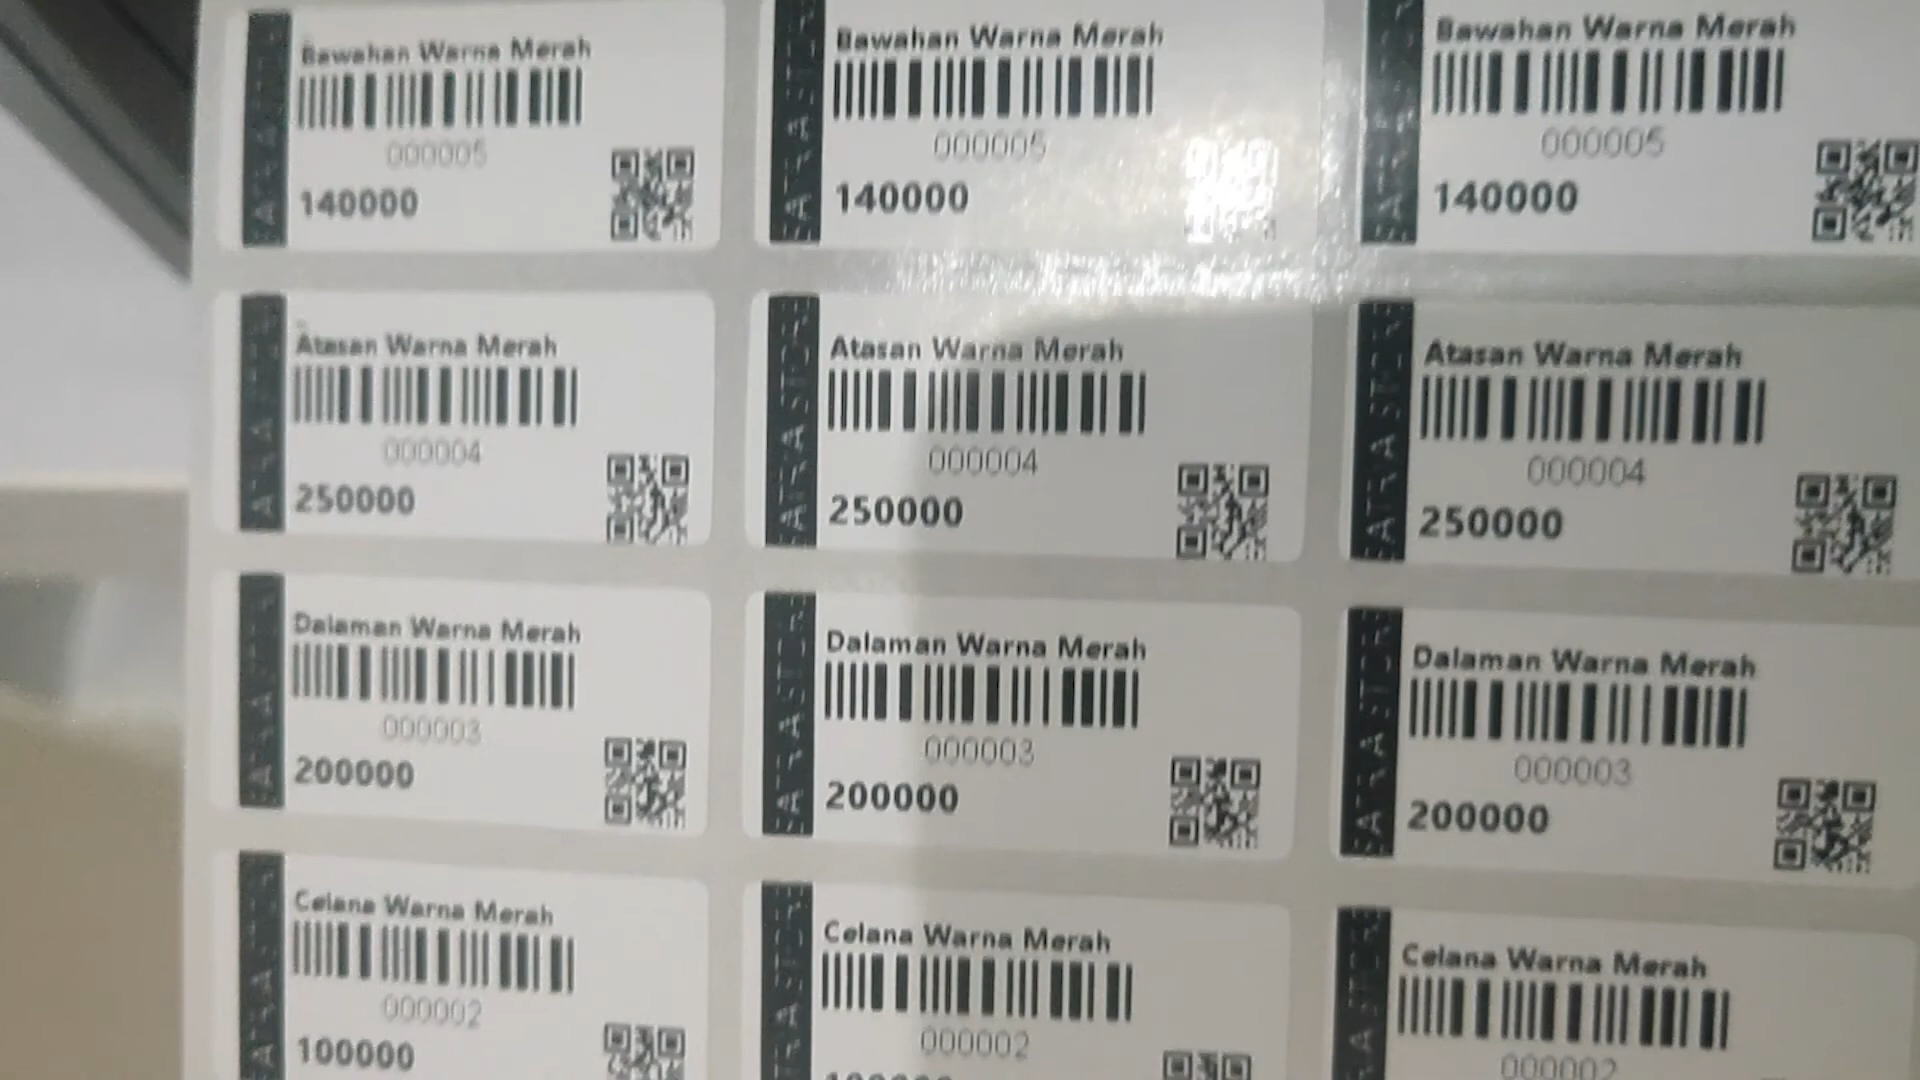 Bawahan Warna Merah
000005
140000
Bawahan Warna Merah
000005
140000
Bawahan Warna Merah
000005
140000
Atasan Warna Merah
000004
250000
Atasan Warna Merah
000004
250000
Atasan Warna Merah
000004
250000
Dalaman Warna Merah
000003
200000
Dalaman Warna Merah
000003
200000
Dalaman Warna Merah
000003
200000
Celana Warna Merah
000002
100000
Celana Warna Merah
000002
Celana Warna Merah
000002